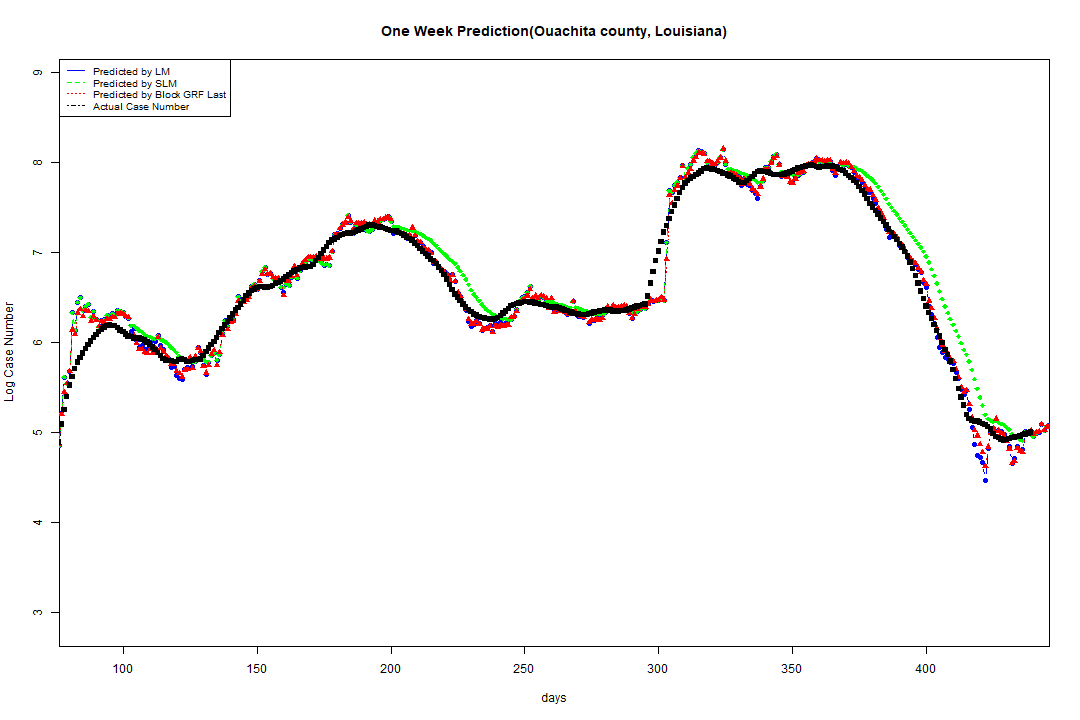 One Week Prediction(Ouachita county, Louisiana)
Predicted by LM
Predicted by SLM
Predicted by Block GRF Last
Actual Case Number
9
8
7
6
5
4
3
Log Case Number
100 150 200 250 300 350 400
days